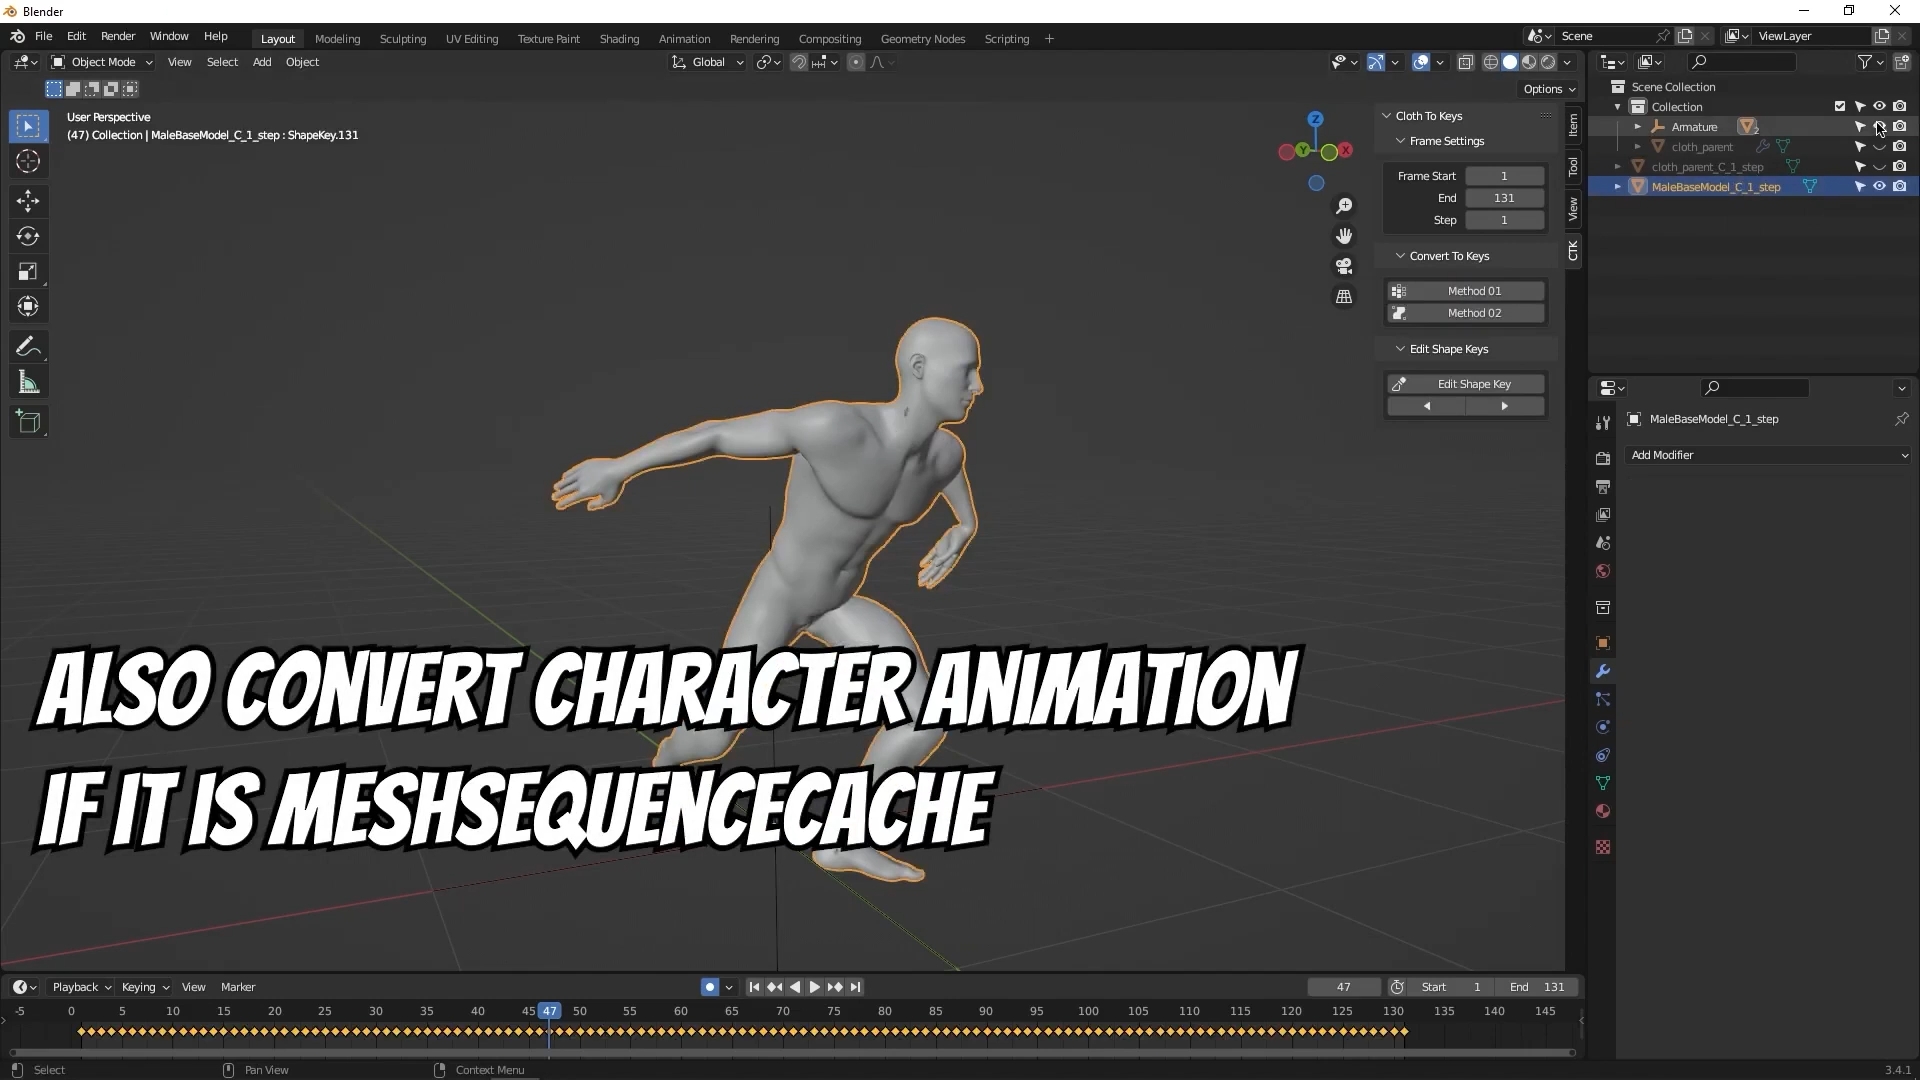 Blender
File Edit Render Window Help
Layout Modeling Sculpting UV Editing Texture Paint Shading Animation Rendering Compositing Geometry Nodes Scripting +
Scene
ViewLayer
Object Mode View Select Add Object
Global
Options
User Perspective
(47) Collection | MaleBaseModel_C_1_step : ShapeKey.131
Z
Y
X
Cloth To Keys
Frame Settings
Frame Start 1
End 131
Step 1
Convert To Keys
Method 01
Method 02
Edit Shape Keys
Edit Shape Key
Item
Tool
View
CTK
Scene Collection
Collection
Armature 2
cloth_parent
cloth_parent_C_1_step
MaleBaseModel_C_1_step
MaleBaseModel_C_1_step
Add Modifier
ALSO CONVERT CHARACTER ANIMATION
IF IT IS MESHSEQUENCECACHE
Playback Keying View Marker
47 Start 1 End 131
-5 0 5 10 15 20 25 30 35 40 45 47 50 55 60 65 70 75 80 85 90 95 100 105 110 115 120 125 130 135 140 145
Select Pan View Context Menu
3.4.1